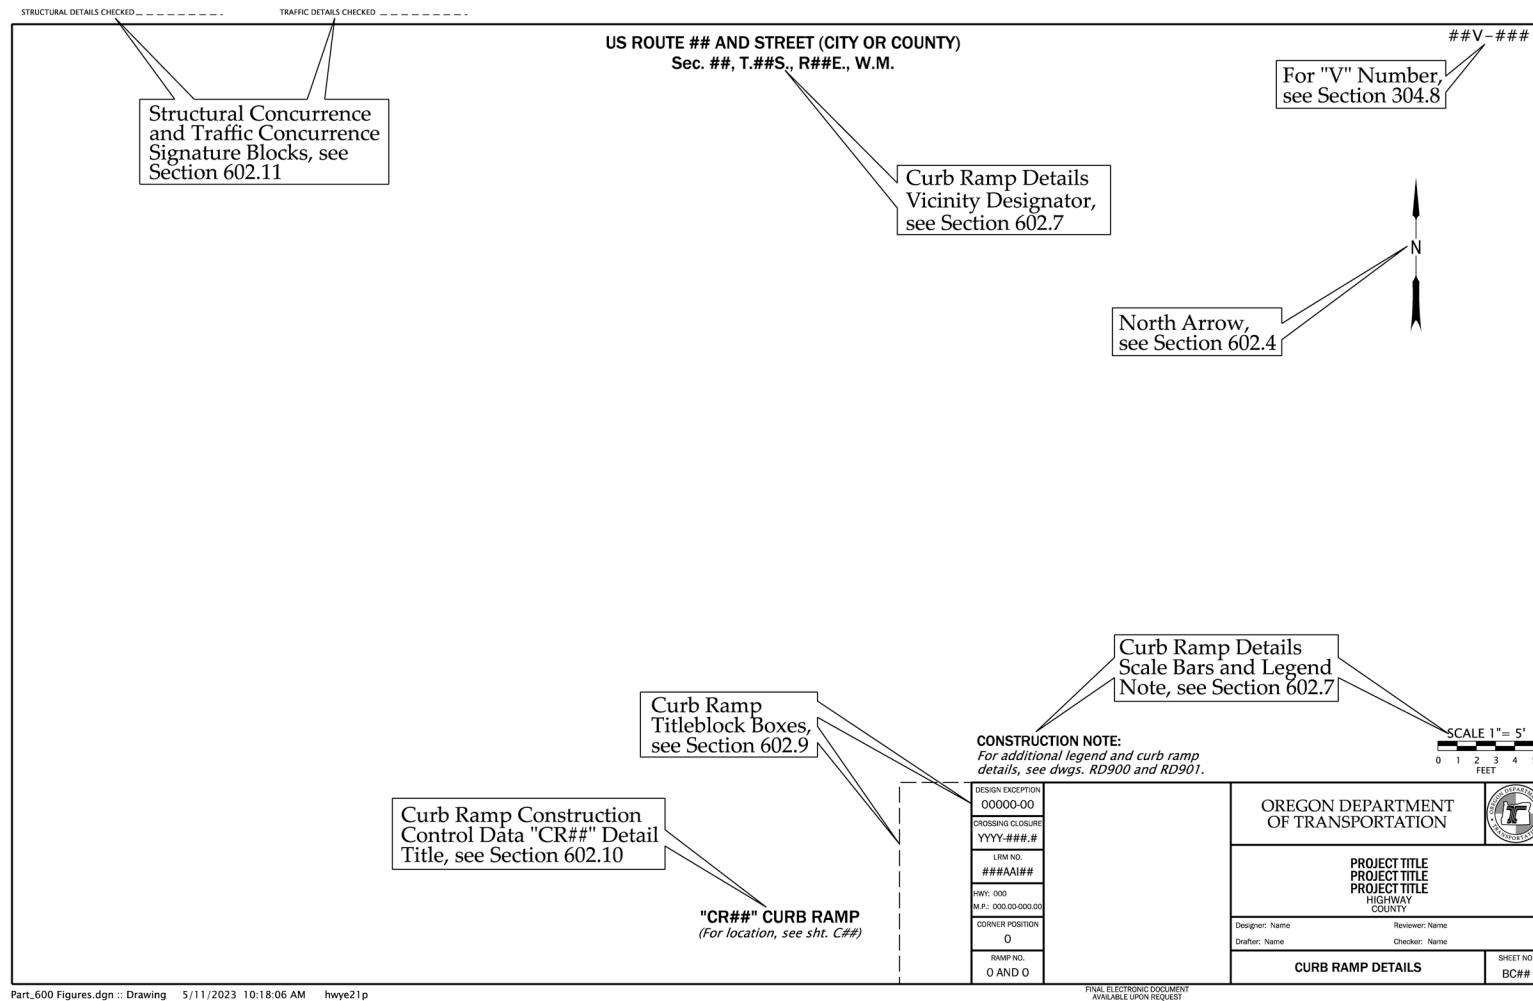 STRUCTURAL DETAILS CHECKED
TRAFFIC DETAILS CHECKED
US ROUTE ## AND STREET (CITY OR COUNTY)
Sec. ##, T.##S., R##E., W.M.
##V-###
For "V" Number,
see Section 304.8
Structural Concurrence
and Traffic Concurrence
Signature Blocks, see
Section 602.11
Curb Ramp Details
Vicinity Designator,
see Section 602.7
N
North Arrow,
see Section 602.4
Curb Ramp Details
Scale Bars and Legend
Note, see Section 602.7
Curb Ramp
Titleblock Boxes,
see Section 602.9
CONSTRUCTION NOTE:
For additional legend and curb ramp
details, see dwgs. RD900 and RD901.
SCALE 1"= 5'
0 1 2 3 4
FEET
Curb Ramp Construction
Control Data "CR##" Detail
Title, see Section 602.10
"CR##" CURB RAMP
(For location, see sht. C##)
DESIGN EXCEPTION
00000-00
CROSSING CLOSURE
YYYY-###.#
LRM NO.
###AAI##
HWY: 000
M.P.: 000.00-000.00
CORNER POSITION
0
RAMP NO.
0 AND 0
OREGON DEPARTMENT
OF TRANSPORTATION
PROJECT TITLE
PROJECT TITLE
PROJECT TITLE
HIGHWAY
COUNTY
Designer: Name
Reviewer: Name
Drafter: Name
Checker: Name
CURB RAMP DETAILS
SHEET NO
BC##
Part_600 Figures.dgn :: Drawing 5/11/2023 10:18:06 AM hwye21p
FINAL ELECTRONIC DOCUMENT
AVAILABLE UPON REQUEST